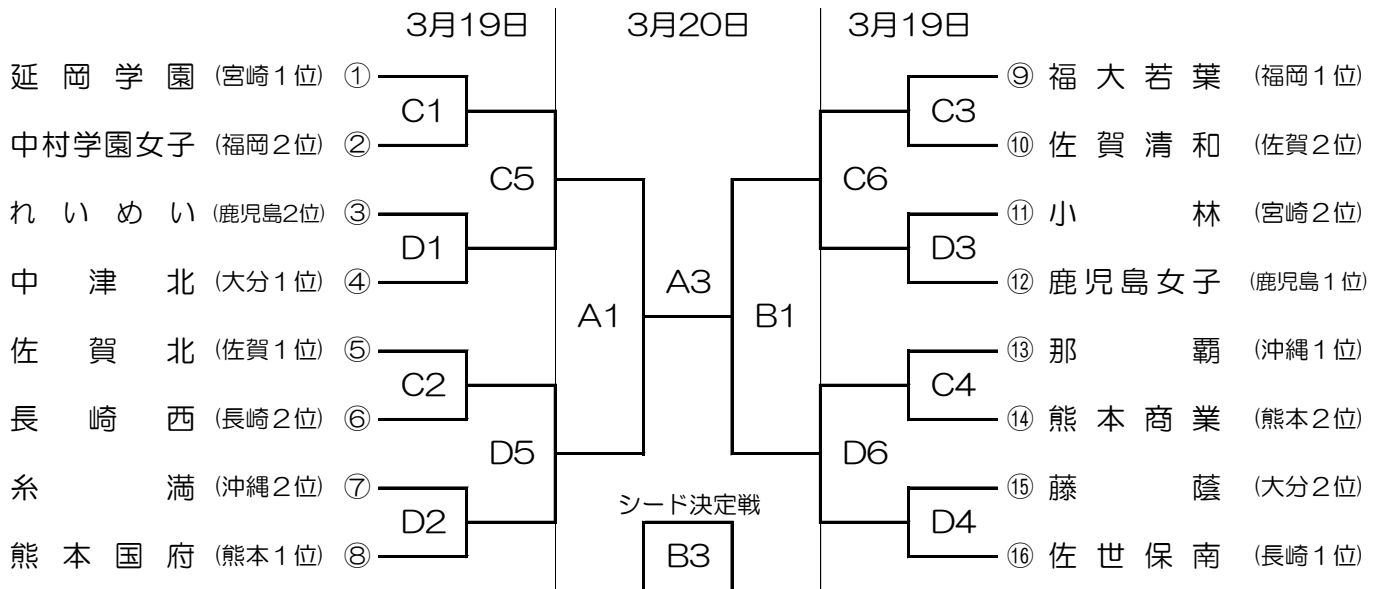 3月19日 3月20日 3月19日
延岡学園 (宮崎1位) ① ⑨ 福大若葉 (福岡1位)
C1 C3
中村学園女子 (福岡2位) ② ⑩ 佐賀清和 (佐賀2位)
C5 C6
れいめい (鹿児島2位) ③ ⑪ 小林 (宮崎2位)
D1 D3
中津北 (大分1位) ④ A3 ⑫ 鹿児島女子 (鹿児島1位)
A1 B1
佐賀北 (佐賀1位) ⑤ ⑬ 那覇 (沖縄1位)
C2 C4
長崎西 (長崎2位) ⑥ ⑭ 熊本商業 (熊本2位)
D5 D6
糸満 (沖縄2位) ⑦ ⑮ 藤蔭 (大分2位)
シード決定戦
D2 D4
熊本国府 (熊本1位) ⑧ B3 ⑯ 佐世保南 (長崎1位)